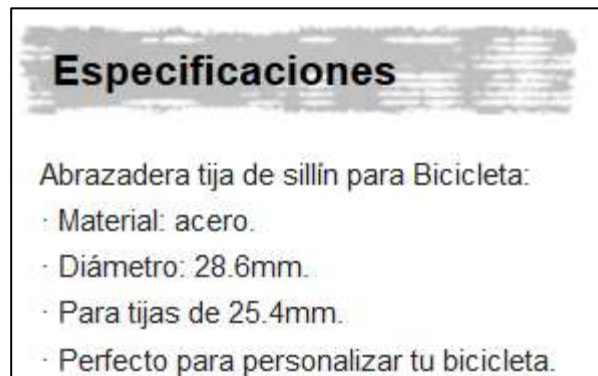 Especificaciones
Abrazadera tija de sillín para Bicicleta:
· Material: acero.
· Diámetro: 28.6mm.
· Para tijas de 25.4mm.
· Perfecto para personalizar tu bicicleta.